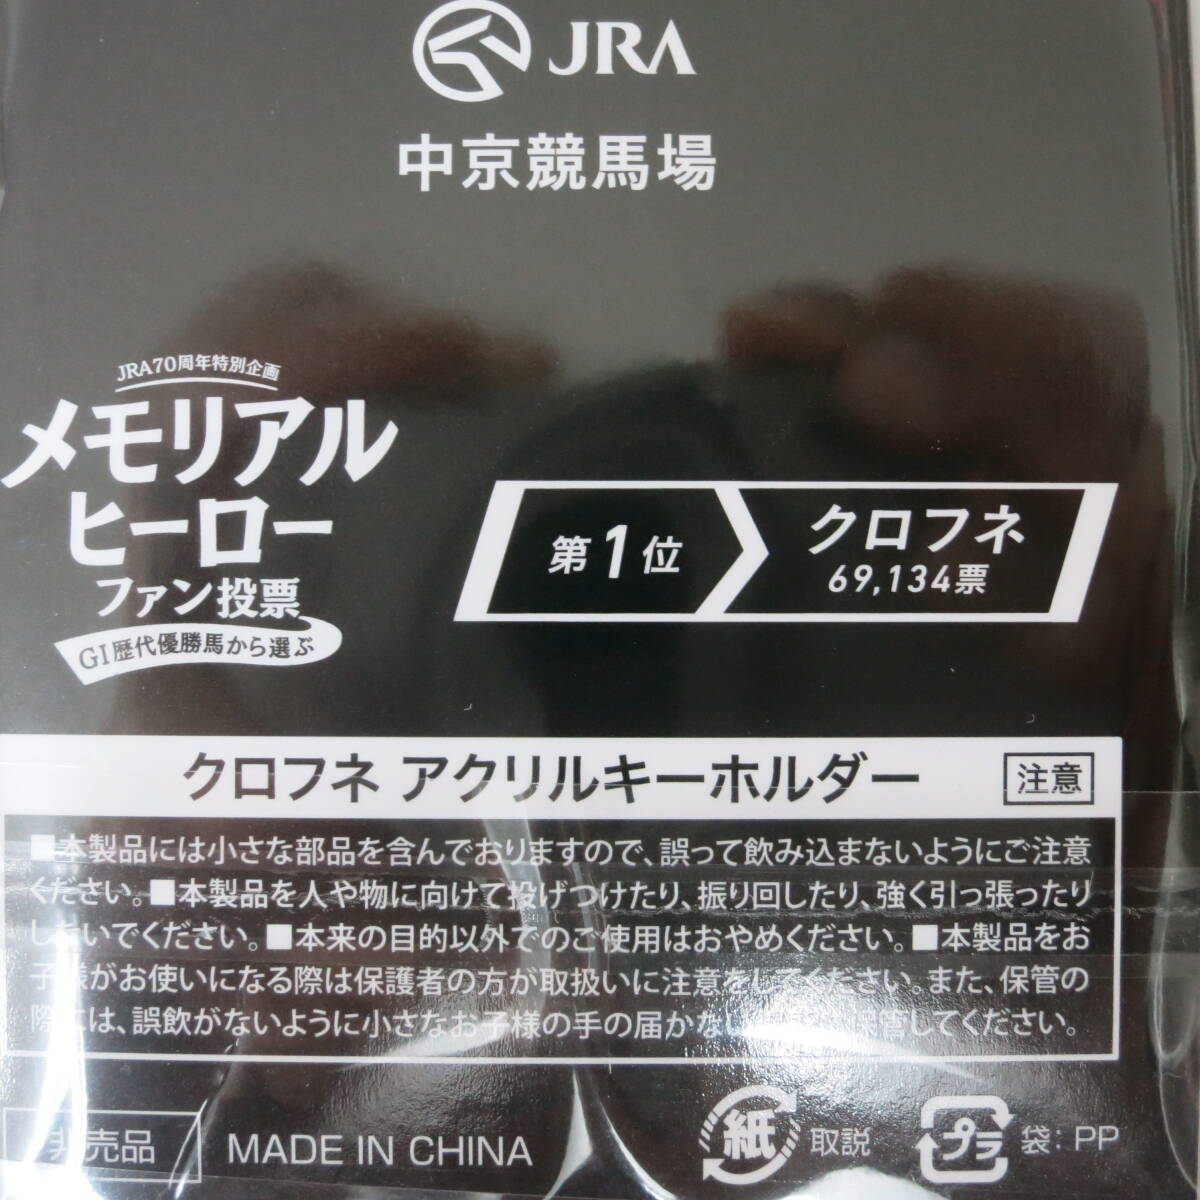 JRA
中京競馬場
JRA70周年特別企画
メモリアル
ヒーロー
ファン投票
GI歴代優勝馬から選ぶ
第1位
クロフネ
69,134票
クロフネ アクリルキーホルダー 注意
■本製品には小さな部品を含んでおりますので、誤って飲み込まないようにご注意
ください。■本製品を人や物に向けて投げつけたり、振り回したり、強く引っ張ったり
しないでください。■本来の目的以外でのご使用はおやめください。■本製品をお
子様がお使いになる際は保護者の方が取扱いに注意をしてください。また、保管の
際には、誤飲がないように小さなお子様の手の届かない 保管してください。
非売品 MADE IN CHINA 紙 取説 プラ 袋:PP